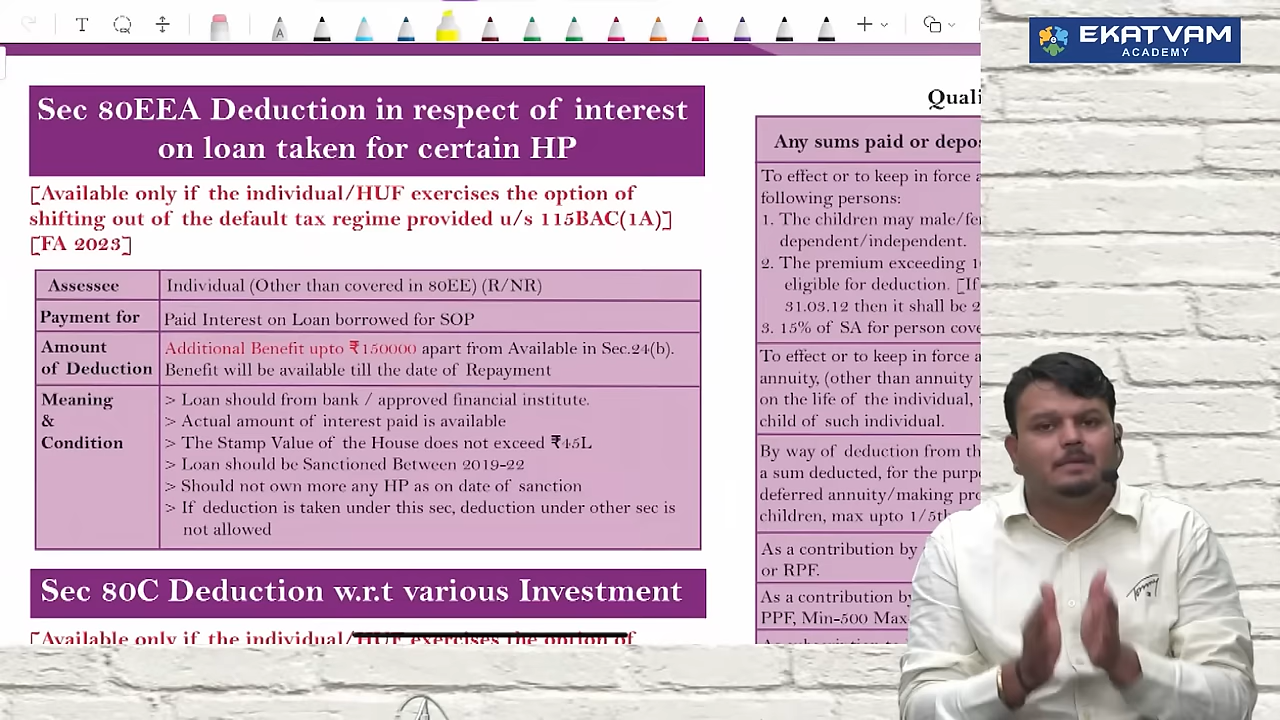 EKATVAM
ACADEMY
Sec 80EEA Deduction in respect of interest
on loan taken for certain HP
[Available only if the individual/HUF exercises the option of
shifting out of the default tax regime provided u/s 115BAC(1A)]
[FA 2023]
Assessee
Individual (Other than covered in 80EE) (R/NR)
Payment for
Paid Interest on Loan borrowed for SOP
Amount
of Deduction
Additional Benefit upto ₹150000 apart from Available in Sec.24(b).
Benefit will be available till the date of Repayment
Meaning
&
Condition
> Loan should from bank / approved financial institute.
> Actual amount of interest paid is available
> The Stamp Value of the House does not exceed ₹45L
> Loan should be Sanctioned Between 2019-22
> Should not own more any HP as on date of sanction
> If deduction is taken under this sec, deduction under other sec is
not allowed
Sec 80C Deduction w.r.t various Investment
[Available only if the individual/HUF exercises the option of
Quali
Any sums paid or depos
To effect or to keep in force a
following persons:
1. The children may male/fe
dependent/independent.
2. The premium exceeding 1
eligible for deduction. [If
31.03.12 then it shall be 2
3. 15% of SA for person cove
To effect or to keep in force a
annuity, (other than annuity
on the life of the individual,
child of such individual.
By way of deduction from th
a sum deducted, for the purp
deferred annuity/making pro
children, max upto 1/5th
As a contribution by
or RPF.
As a contribution by
PPF, Min-500 Max